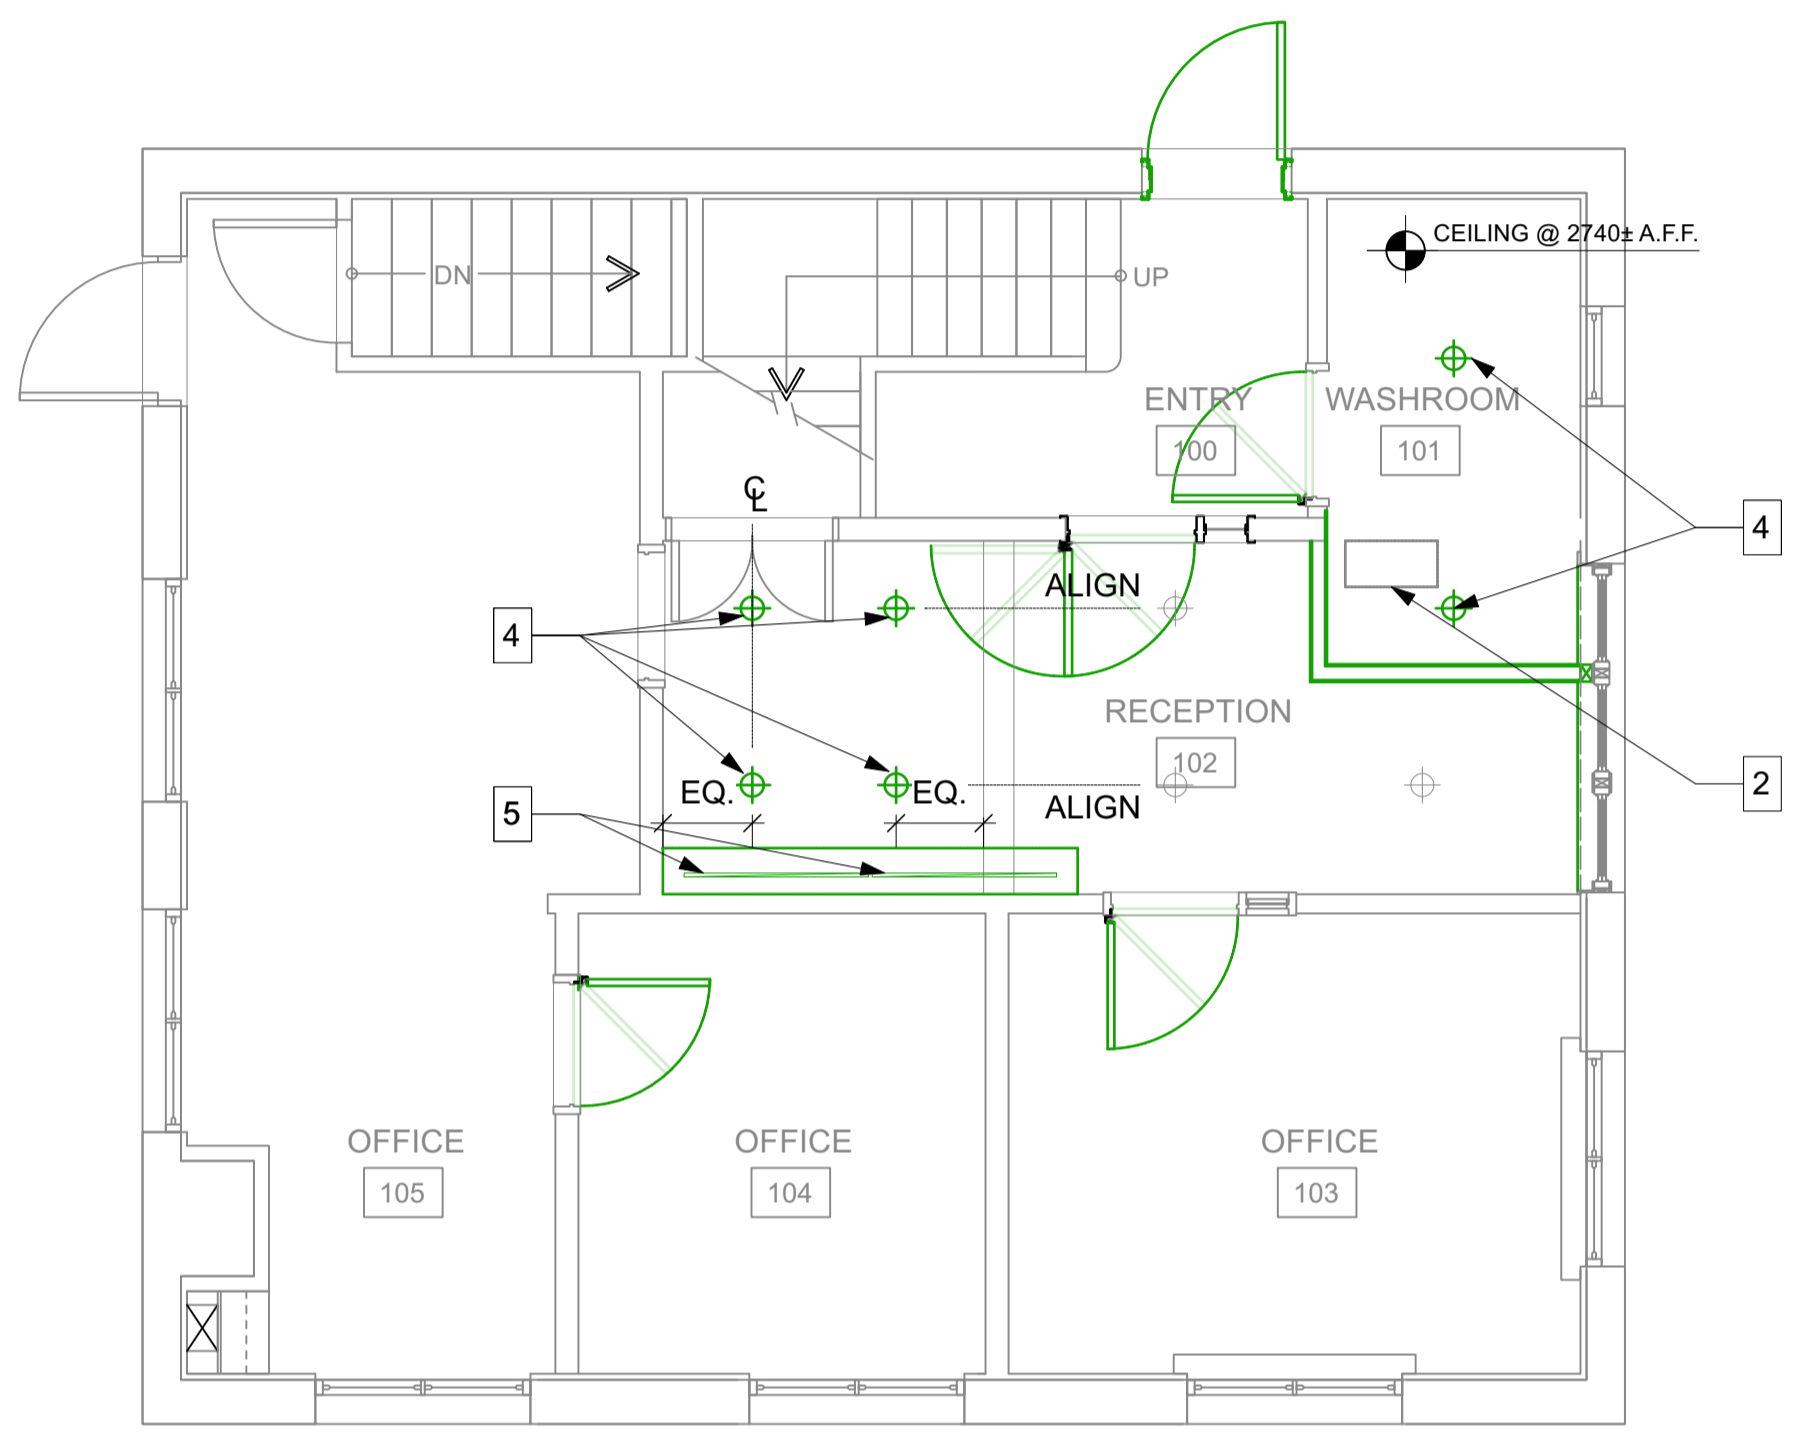 CEILING @ 2740± A.F.F.
DN
UP
ENTRY
100
WASHROOM
101
℄
4
ALIGN
4
RECEPTION
102
2
EQ.
EQ.
ALIGN
5
OFFICE
105
OFFICE
104
OFFICE
103